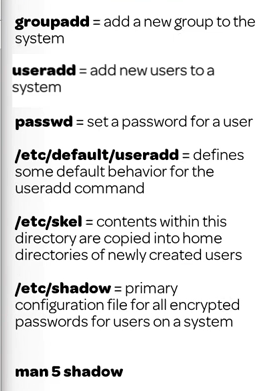 groupadd = add a new group to the
system
useradd = add new users to a
system
passwd = set a password for a user
/etc/default/useradd = defines
some default behavior for the
useradd command
/etc/skel = contents within this
directory are copied into home
directories of newly created users
/etc/shadow = primary
configuration file for all encrypted
passwords for users on a system
man 5 shadow